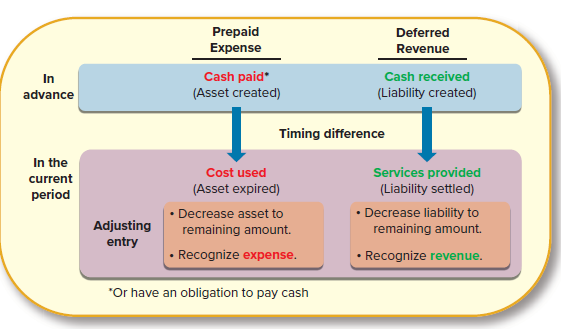 Prepaid
Expense
Deferred
Revenue
In
advance
Cash paid*
(Asset created)
Cash received
(Liability created)
Timing difference
In the
current
period
Cost used
(Asset expired)
Services provided
(Liability settled)
Adjusting
entry
• Decrease asset to
remaining amount.
• Recognize expense.
• Decrease liability to
remaining amount.
• Recognize revenue.
*Or have an obligation to pay cash